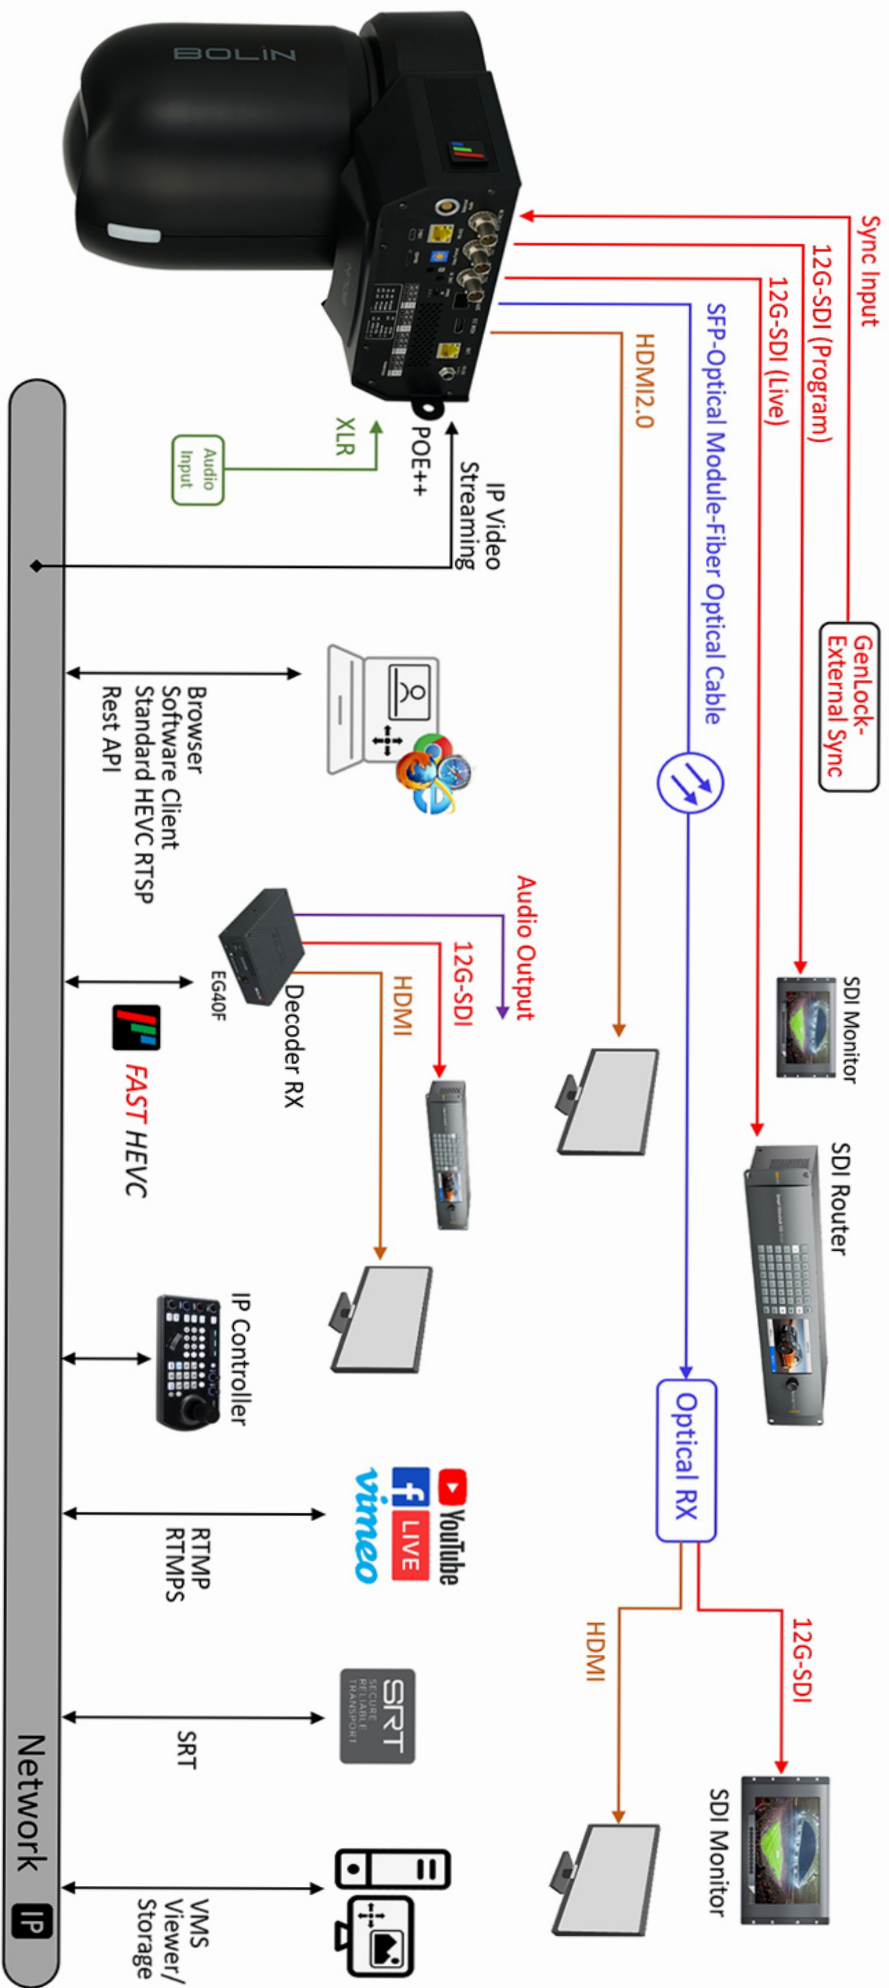 BOLIN
Sync Input
GenLock-
External Sync
12G-SDI (Program)
SDI Monitor
12G-SDI (Live)
SDI Router
SFP-Optical Module-Fiber Optical Cable
Optical RX
12G-SDI
SDI Monitor
HDMI
HDMI2.0
IP Video
Streaming
POE++
XLR
Audio
Input
Audio Output
12G-SDI
HDMI
Decoder RX
EG40F
Browser
Software Client
Standard HEVC RTSP
Rest API
FAST HEVC
IP Controller
YouTube
f LIVE
vimeo
RTMP
RTMPS
SRT
SECURE
RELIABLE
TRANSPORT
SRT
VMS
Viewer/
Storage
Network IP